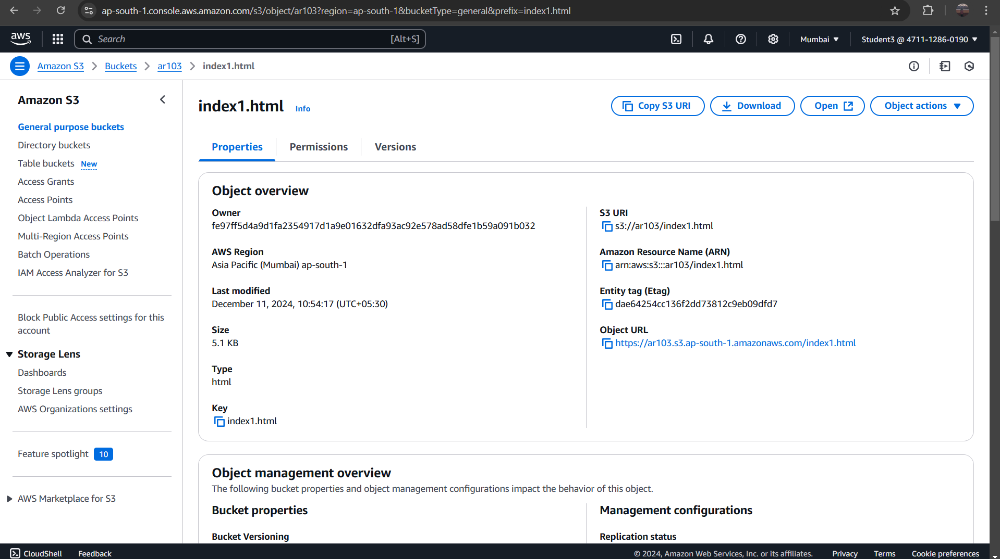 ap-south-1.console.aws.amazon.com/s3/object/ar103?region=ap-south-1&bucketType=general&prefix=index1.html
aws
Search
[Alt+S]
Mumbai
Student3 @ 4711-1286-0190
Amazon S3
Buckets
ar103
index1.html
Amazon S3
General purpose buckets
Directory buckets
Table buckets New
Access Grants
Access Points
Object Lambda Access Points
Multi-Region Access Points
Batch Operations
IAM Access Analyzer for S3
Block Public Access settings for this
account
Storage Lens
Dashboards
Storage Lens groups
AWS Organizations settings
Feature spotlight 10
AWS Marketplace for S3
index1.html Info
Copy S3 URI
Download
Open
Object actions
Properties
Permissions
Versions
Object overview
Owner
fe97ff5d4a9d1fa2354917d1a9e01632dfa93ac92e578ad58dfe1b59a091b032
AWS Region
Asia Pacific (Mumbai) ap-south-1
Last modified
December 11, 2024, 10:54:17 (UTC+05:30)
Size
5.1 KB
Type
html
Key
index1.html
S3 URI
s3://ar103/index1.html
Amazon Resource Name (ARN)
arn:aws:s3:::ar103/index1.html
Entity tag (Etag)
dae64254cc136f2dd73812c9eb09dfd7
Object URL
https://ar103.s3.ap-south-1.amazonaws.com/index1.html
Object management overview
The following bucket properties and object management configurations impact the behavior of this object.
Bucket properties
Bucket Versioning
Management configurations
Replication status
CloudShell
Feedback
© 2024, Amazon Web Services, Inc. or its affiliates.
Privacy
Terms
Cookie preferences